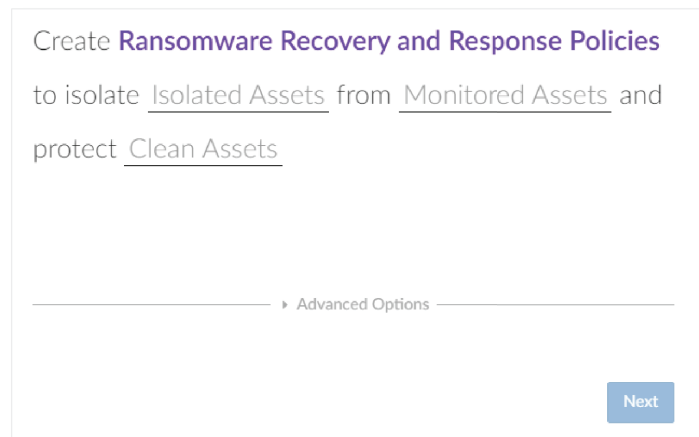 Create Ransomware Recovery and Response Policies
to isolate Isolated Assets from Monitored Assets and
protect Clean Assets
Advanced Options
Next